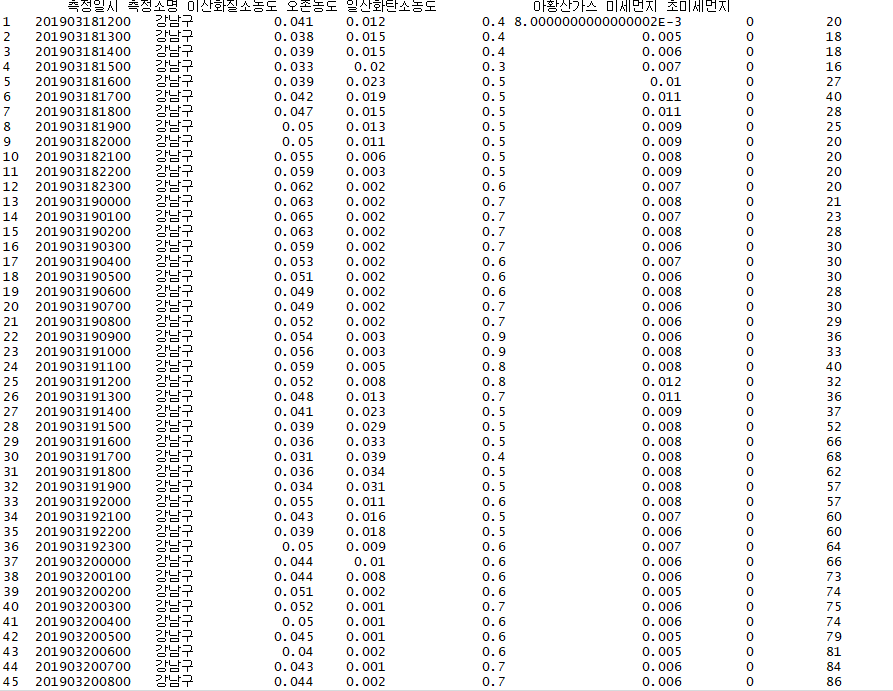 측정일시 측정소명 이산화질소농도 오존농도 일산화탄소농도 아황산가스 미세먼지 초미세먼지
1 201903181200 강남구 0.041 0.012 0.4 8.0000000000000002E-3 0 20
2 201903181300 강남구 0.038 0.015 0.4 0.005 0 18
3 201903181400 강남구 0.039 0.015 0.4 0.006 0 18
4 201903181500 강남구 0.033 0.02 0.3 0.007 0 16
5 201903181600 강남구 0.039 0.023 0.5 0.01 0 27
6 201903181700 강남구 0.042 0.019 0.5 0.011 0 40
7 201903181800 강남구 0.047 0.015 0.5 0.011 0 28
8 201903181900 강남구 0.05 0.013 0.5 0.009 0 25
9 201903182000 강남구 0.05 0.011 0.5 0.009 0 20
10 201903182100 강남구 0.055 0.006 0.5 0.008 0 20
11 201903182200 강남구 0.059 0.003 0.5 0.009 0 20
12 201903182300 강남구 0.062 0.002 0.6 0.007 0 20
13 201903190000 강남구 0.063 0.002 0.7 0.008 0 21
14 201903190100 강남구 0.065 0.002 0.7 0.007 0 23
15 201903190200 강남구 0.063 0.002 0.7 0.008 0 28
16 201903190300 강남구 0.059 0.002 0.7 0.006 0 30
17 201903190400 강남구 0.053 0.002 0.6 0.007 0 30
18 201903190500 강남구 0.051 0.002 0.6 0.006 0 30
19 201903190600 강남구 0.049 0.002 0.6 0.008 0 28
20 201903190700 강남구 0.049 0.002 0.7 0.006 0 30
21 201903190800 강남구 0.052 0.002 0.7 0.006 0 29
22 201903190900 강남구 0.054 0.003 0.9 0.006 0 36
23 201903191000 강남구 0.056 0.003 0.9 0.008 0 33
24 201903191100 강남구 0.059 0.005 0.8 0.008 0 40
25 201903191200 강남구 0.052 0.008 0.8 0.012 0 32
26 201903191300 강남구 0.048 0.013 0.7 0.011 0 36
27 201903191400 강남구 0.041 0.023 0.5 0.009 0 37
28 201903191500 강남구 0.039 0.029 0.5 0.008 0 52
29 201903191600 강남구 0.036 0.033 0.5 0.008 0 66
30 201903191700 강남구 0.031 0.039 0.4 0.008 0 68
31 201903191800 강남구 0.036 0.034 0.5 0.008 0 62
32 201903191900 강남구 0.034 0.031 0.5 0.008 0 57
33 201903192000 강남구 0.055 0.011 0.6 0.008 0 57
34 201903192100 강남구 0.043 0.016 0.5 0.007 0 60
35 201903192200 강남구 0.039 0.018 0.5 0.006 0 60
36 201903192300 강남구 0.05 0.009 0.6 0.007 0 64
37 201903200000 강남구 0.044 0.01 0.6 0.006 0 66
38 201903200100 강남구 0.044 0.008 0.6 0.006 0 73
39 201903200200 강남구 0.051 0.002 0.6 0.005 0 74
40 201903200300 강남구 0.052 0.001 0.7 0.006 0 75
41 201903200400 강남구 0.05 0.001 0.6 0.006 0 74
42 201903200500 강남구 0.045 0.001 0.6 0.005 0 79
43 201903200600 강남구 0.04 0.002 0.6 0.005 0 81
44 201903200700 강남구 0.043 0.001 0.7 0.006 0 84
45 201903200800 강남구 0.044 0.002 0.7 0.006 0 86